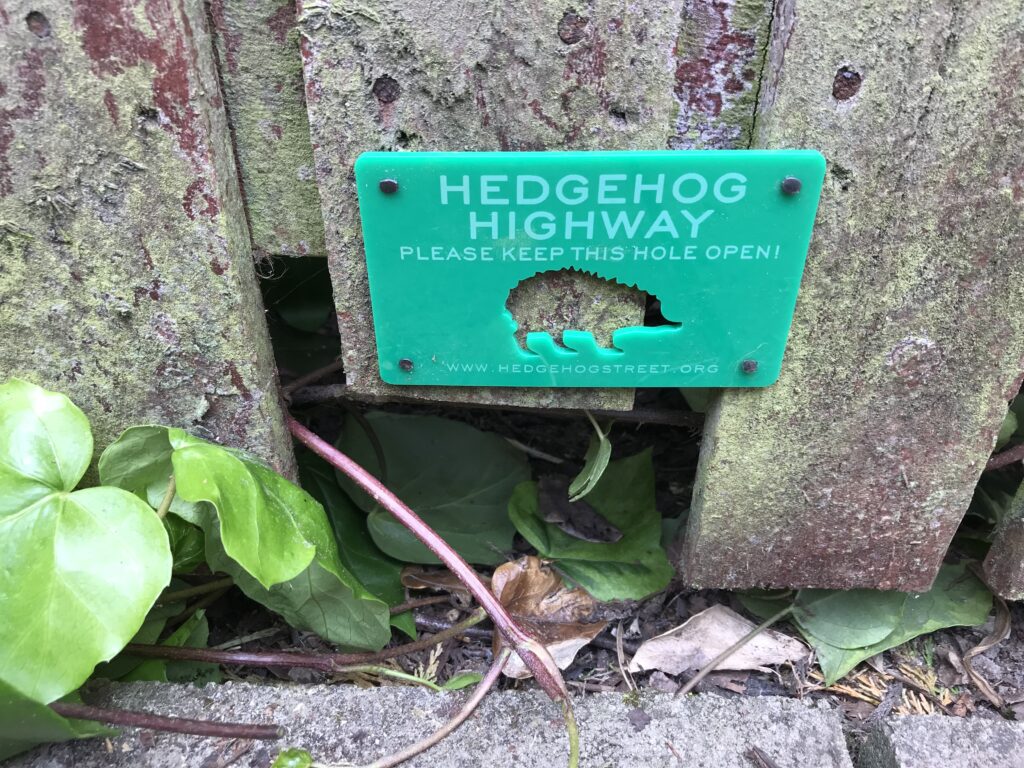 HEDGEHOG
HIGHWAY
PLEASE KEEP THIS HOLE OPEN!
WWW.HEDGEHOGSTREET.ORG